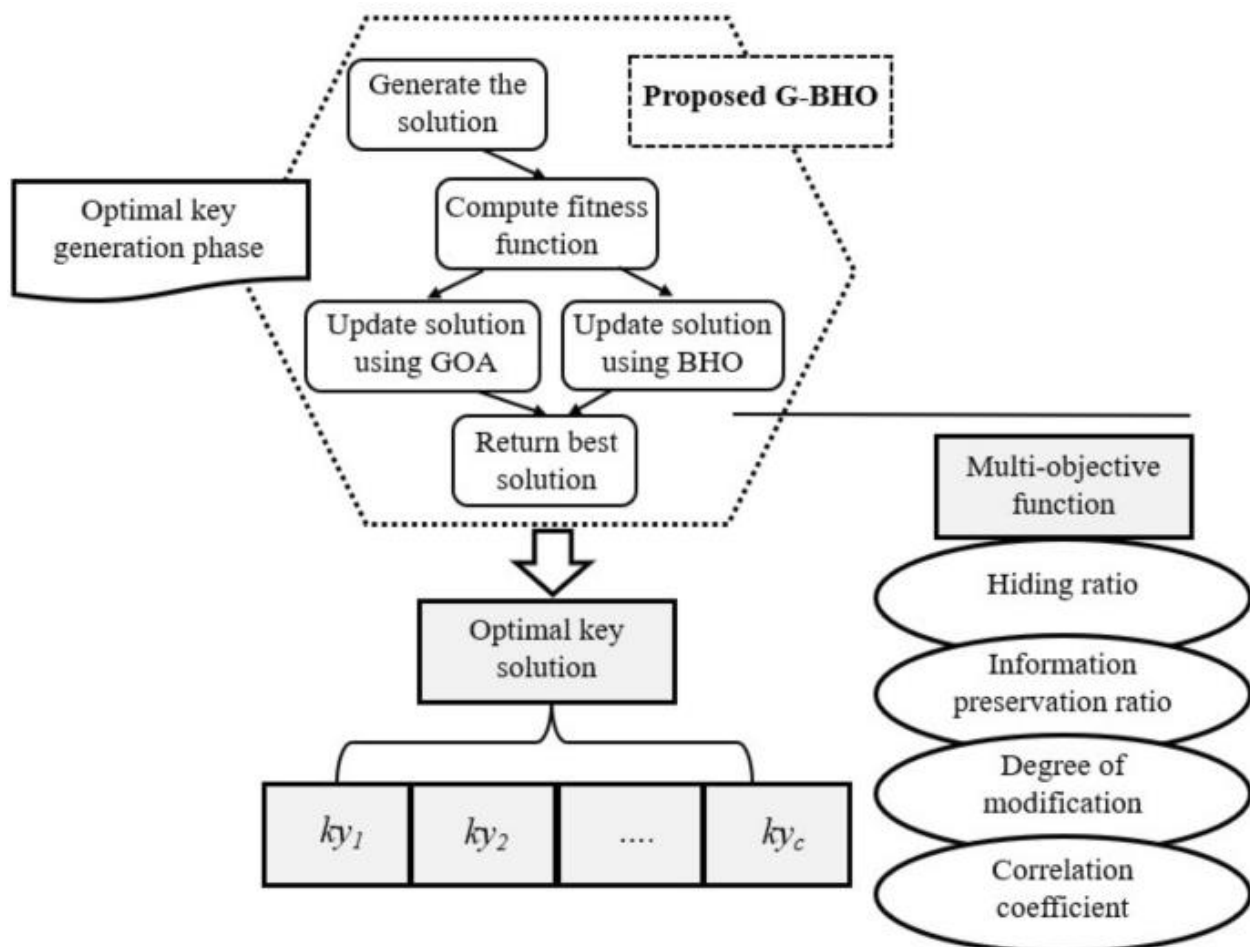 Generate the
solution
Proposed G-BHO
Optimal key
generation phase
Compute fitness
function
Update solution
using GOA
Update solution
using BHO
Return best
solution
Multi-objective
function
Hiding ratio
Optimal key
solution
Information
preservation ratio
Degree of
modification
ky1
ky2
....
kyc
Correlation
coefficient